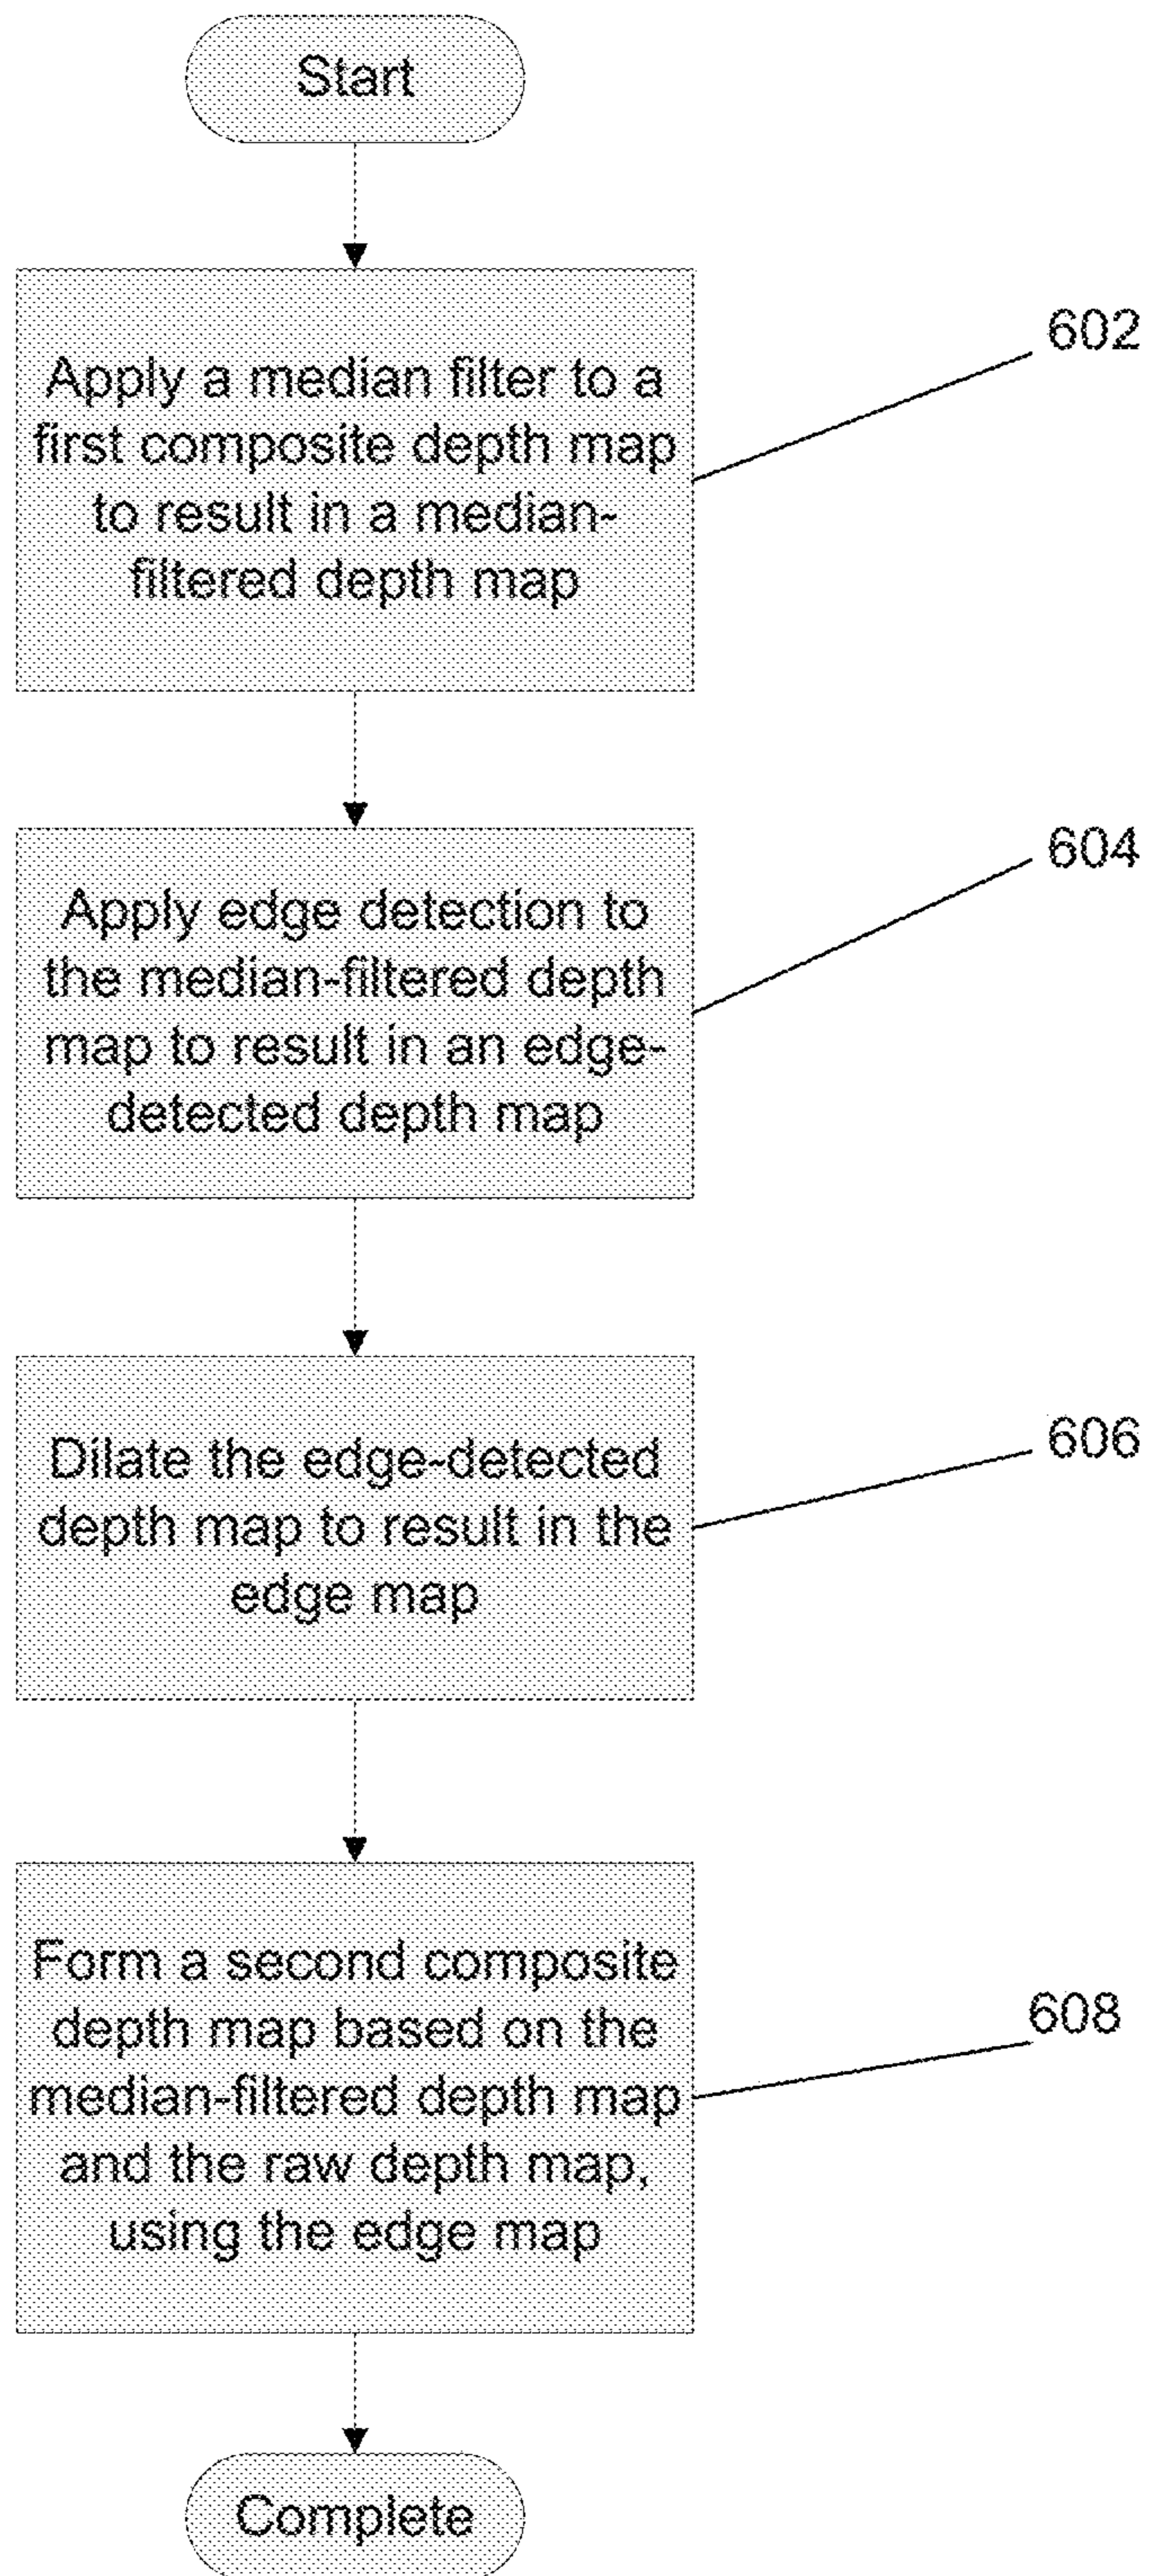 Start
Apply a median filter to a
first composite depth map
to result in a median-
filtered depth map
602
Apply edge detection to
the median-filtered depth
map to result in an edge-
detected depth map
604
Dilate the edge-detected
depth map to result in the
edge map
606
Form a second composite
depth map based on the
median-filtered depth map
and the raw depth map,
using the edge map
608
Complete